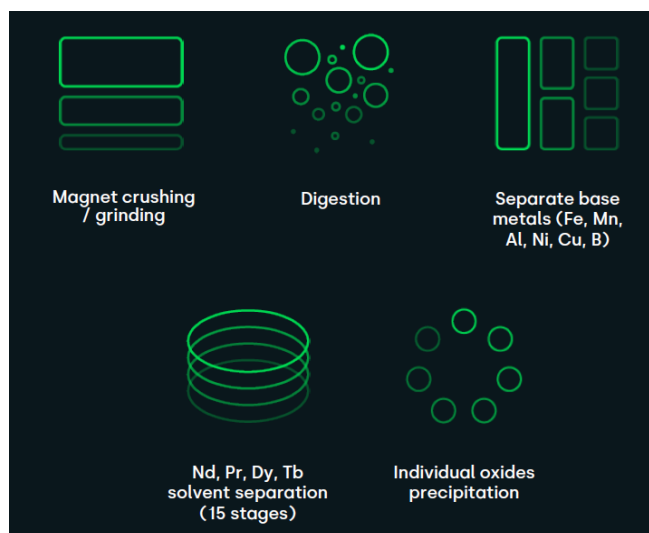 Magnet crushing
/ grinding
Digestion
Separate base
metals (Fe, Mn,
Al, Ni, Cu, B)
Nd, Pr, Dy, Tb
solvent separation
(15 stages)
Individual oxides
precipitation